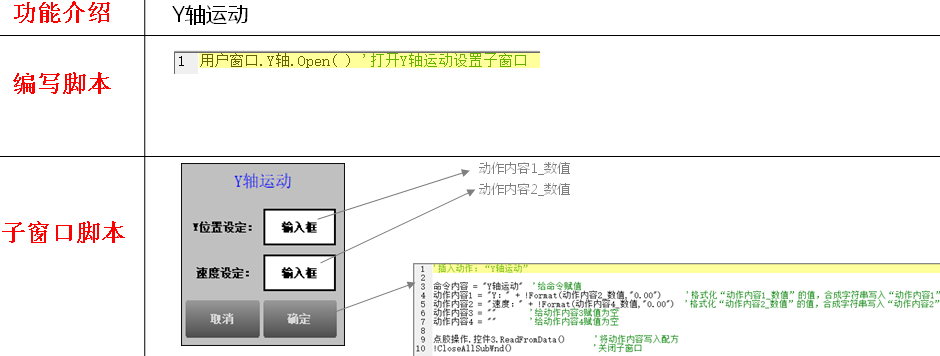 功能介绍
Y轴运动
编写脚本
1 用户窗口.Y轴.Open( ) '打开Y轴运动设置子窗口
子窗口脚本
Y轴运动
Y位置设定： 输入框
速度设定： 输入框
取消 确定
动作内容1_数值
动作内容2_数值
1 '插入动作：“Y轴运动”
2
3 命令内容 = "Y轴运动" '给命令赋值
4 动作内容1 = "Y：" + !Format(动作内容2_数值,"0.00") '格式化“动作内容1_数值”的值，合成字符串写入“动作内容1”
5 动作内容2 = "速度：" + !Format(动作内容4_数值,"0.00") '格式化“动作内容2_数值”的值，合成字符串写入“动作内容2”
6 动作内容3 = "" '给动作内容3赋值为空
7 动作内容4 = "" '给动作内容4赋值为空
8
9 点胶操作.控件3.ReadFromData() '将动作内容写入配方
10 !CloseAllSubWnd() '关闭子窗口